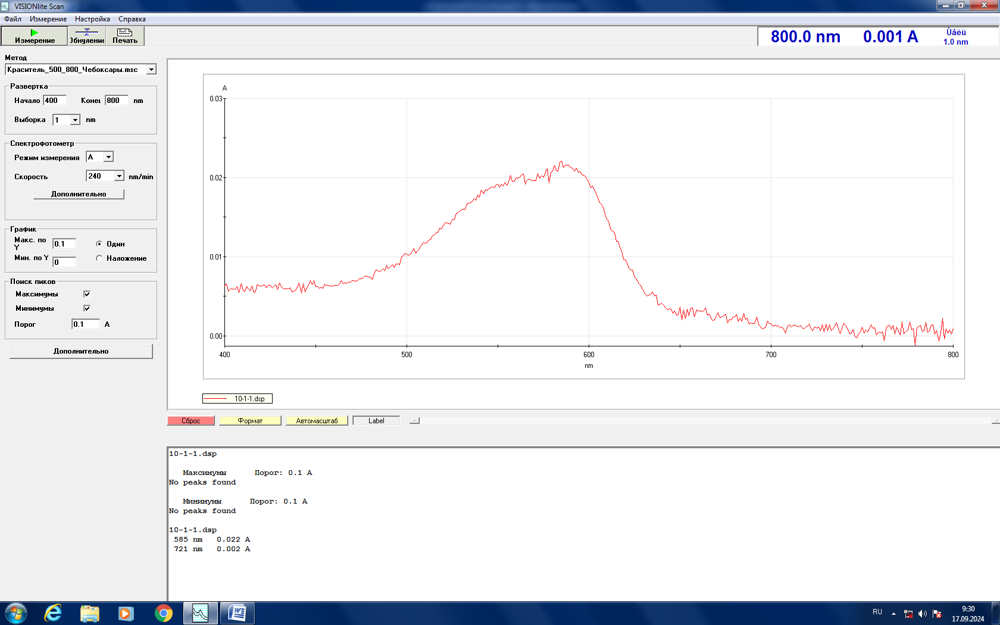 VISIONlite Scan
Файл Измерение Настройка Справка
Измерение Обнуление Печать
800.0 nm 0.001 A Ùåëü
1.0 nm
Метод
Краситель_500_800_Чебоксары.msc
Развертка
Начало 400 Конец 800 nm
Выборка 1 nm
Спектрофотометр
Режим измерения A
Скорость 240 nm/min
Дополнительно
График
Макс. по Y 0.1 Один
Мин. по Y 0 Наложение
Поиск пиков
Максимумы
Минимумы
Порог 0.1 A
Дополнительно
A
0.03
0.02
0.01
0.00
400 500 600 700 800
nm
10-1-1.dsp
Сброс Формат Автомасштаб Label
10-1-1.dsp
Максимумы Порог: 0.1 A
No peaks found
Минимумы Порог: 0.1 A
No peaks found
10-1-1.dsp
585 nm 0.022 A
721 nm 0.002 A
RU 9:30
17.09.2024